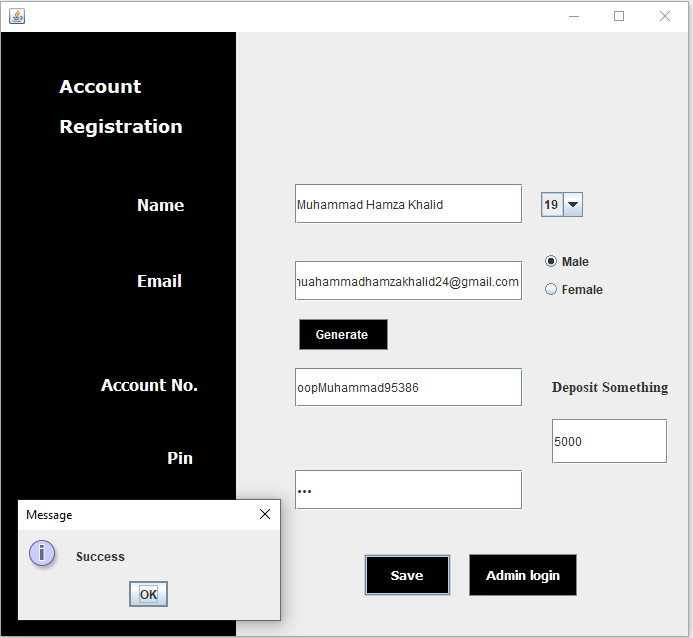 Account
Registration
Name
Muhammad Hamza Khalid
19
Email
uahammadhamzakhalid24@gmail.com
Male
Female
Generate
Account No.
oopMuhammad95386
Deposit Something
5000
Pin
•••
Message
Success
OK
Save
Admin login